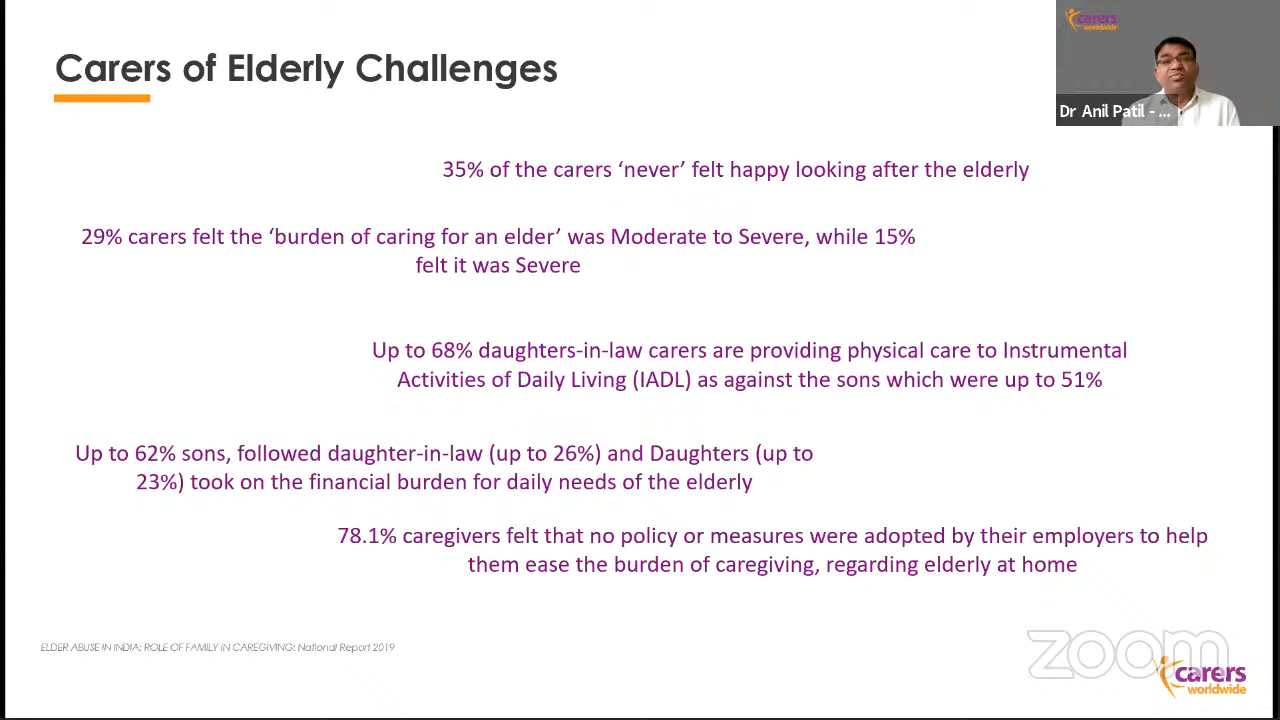 Carers of Elderly Challenges
carers
worldwide
Dr Anil Patil - ...
35% of the carers ‘never’ felt happy looking after the elderly
29% carers felt the ‘burden of caring for an elder’ was Moderate to Severe, while 15%
felt it was Severe
Up to 68% daughters-in-law carers are providing physical care to Instrumental
Activities of Daily Living (IADL) as against the sons which were up to 51%
Up to 62% sons, followed daughter-in-law (up to 26%) and Daughters (up to
23%) took on the financial burden for daily needs of the elderly
78.1% caregivers felt that no policy or measures were adopted by their employers to help
them ease the burden of caregiving, regarding elderly at home
ELDER ABUSE IN INDIA: ROLE OF FAMILY IN CAREGIVING: National Report 2019
zoom
carers
worldwide